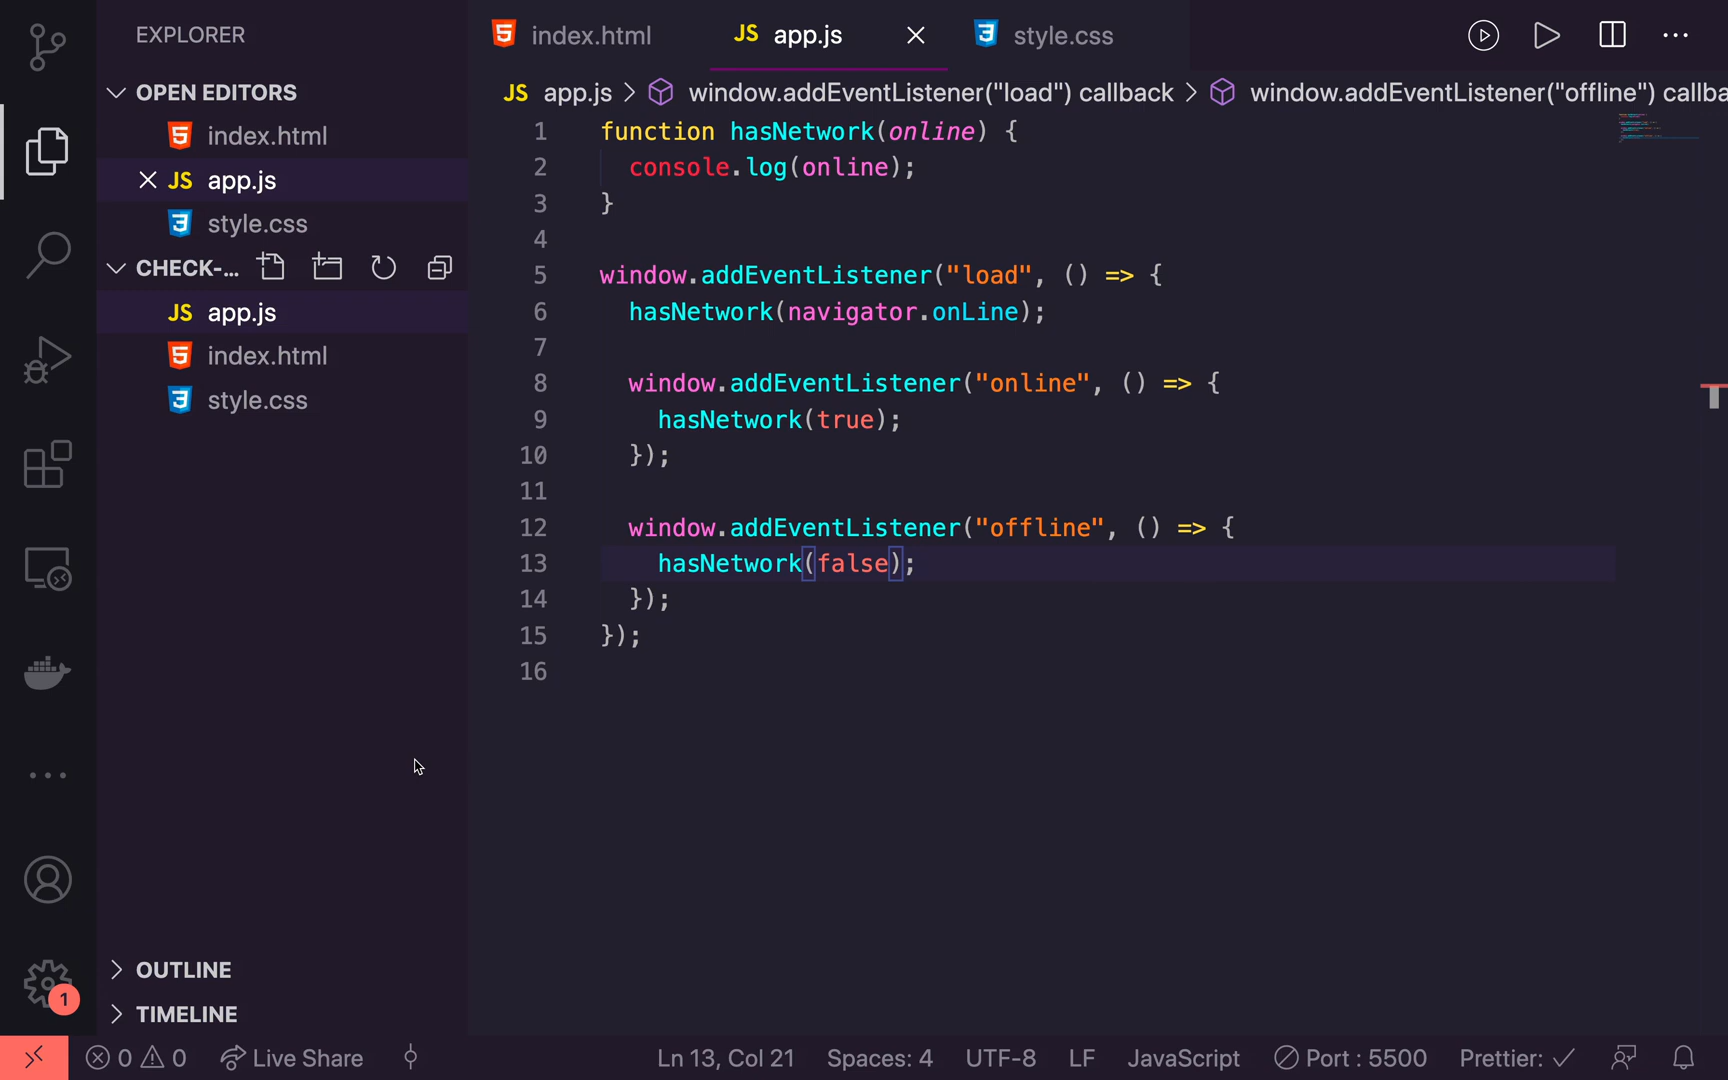 EXPLORER
OPEN EDITORS
index.html
JS app.js
style.css
CHECK-...
JS app.js
index.html
style.css
OUTLINE
TIMELINE
1
index.html
JS app.js
style.css
JS app.js > window.addEventListener("load") callback > window.addEventListener("offline") callba
1 function hasNetwork(online) {
2 console.log(online);
3 }
4
5 window.addEventListener("load", () => {
6 hasNetwork(navigator.onLine);
7
8 window.addEventListener("online", () => {
9 hasNetwork(true);
10 });
11
12 window.addEventListener("offline", () => {
13 hasNetwork(false);
14 });
15 });
16
0 0 Live Share Ln 13, Col 21 Spaces: 4 UTF-8 LF JavaScript Port : 5500 Prettier: ✓